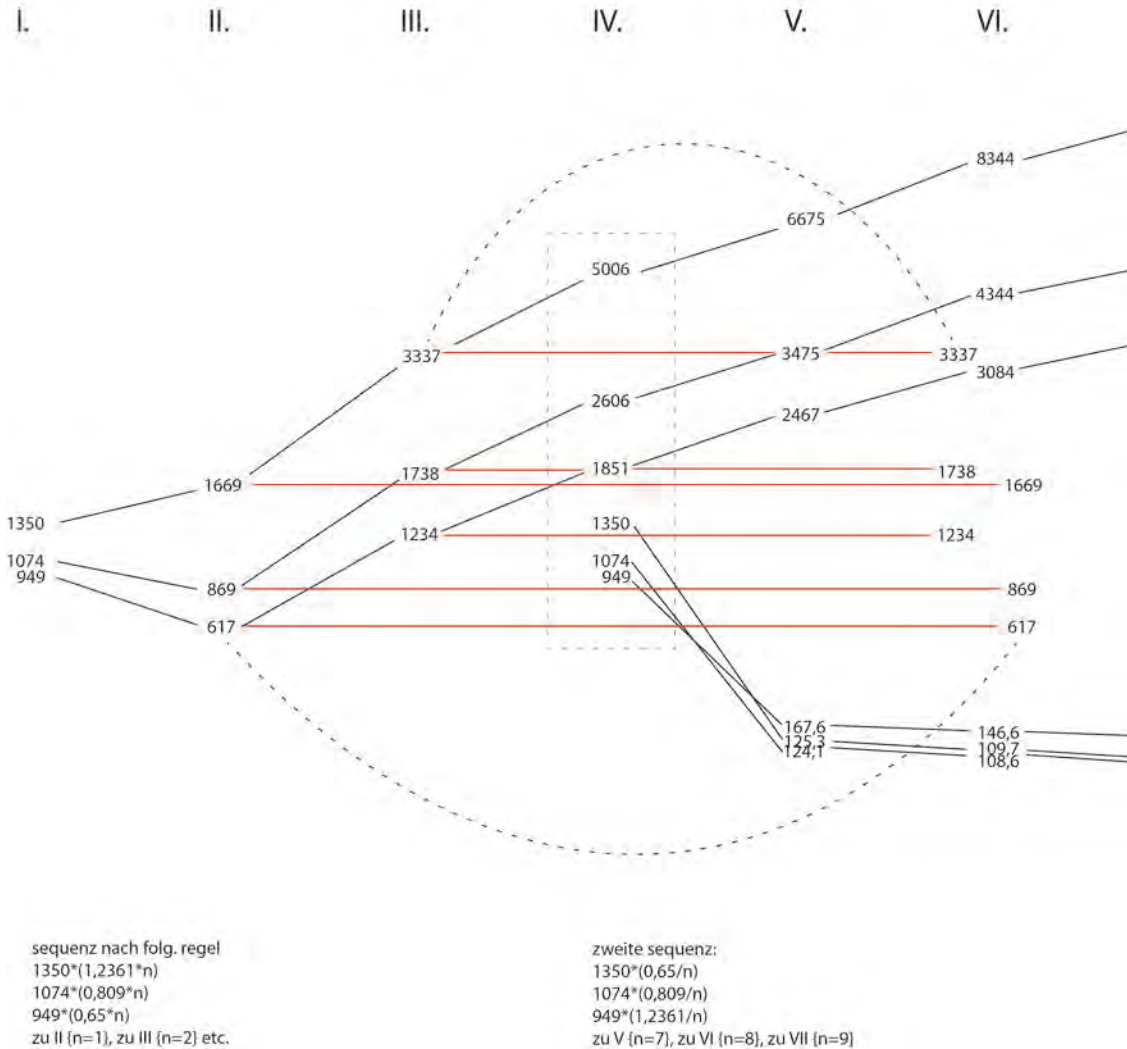 I. II. III. IV. V. VI.
8344
6675
5006
4344
3337 3475 3337
3084
2606
2467
1738 1851 1738
1669 1669
1350 1350
1234 1234
1074 1074
949 949
869 869
617 617
167,6 146,6
125,3 109,7
124,1 108,6
sequenz nach folg. regel
1350*(1,2361*n)
1074*(0,809*n)
949*(0,65*n)
zu II {n=1}, zu III {n=2} etc.
zweite sequenz:
1350*(0,65/n)
1074*(0,809/n)
949*(1,2361/n)
zu V {n=7}, zu VI {n=8}, zu VII {n=9]